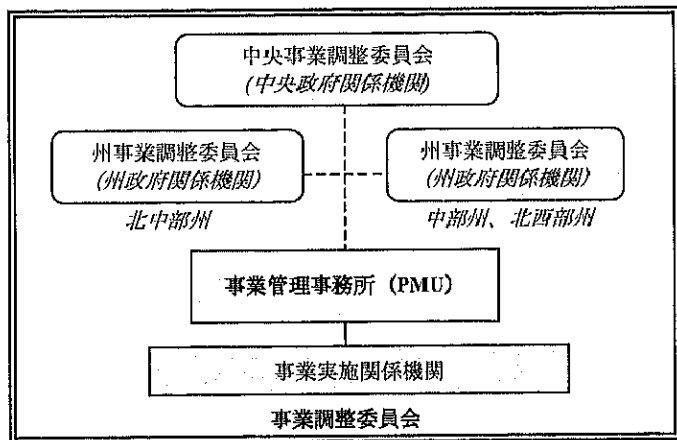 中央事業調整委員会
(中央政府関係機関)
州事業調整委員会
(州政府関係機関)
北中部州
州事業調整委員会
(州政府関係機関)
中部州、北西部州
事業管理事務所（PMU）
事業実施関係機関
事業調整委員会